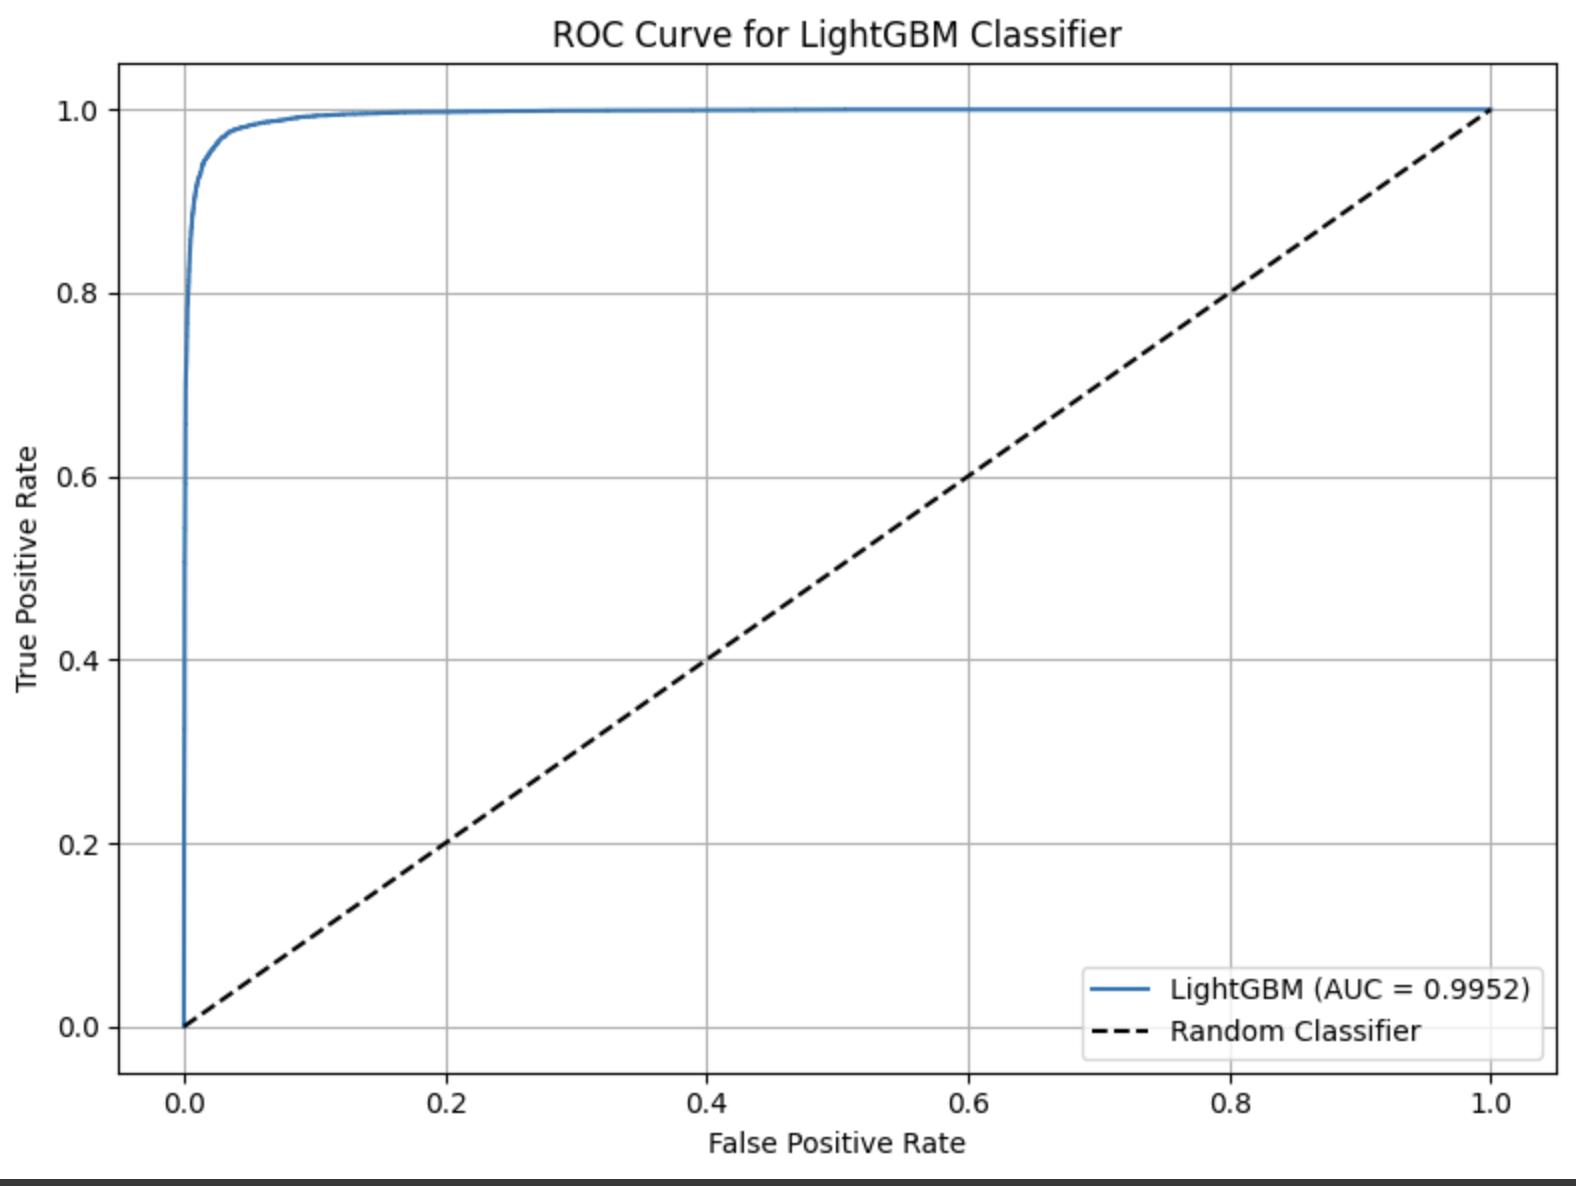 ROC Curve for LightGBM Classifier
True Positive Rate
1.0
0.8
0.6
0.4
0.2
0.0
LightGBM (AUC = 0.9952)
Random Classifier
0.0 0.2 0.4 0.6 0.8 1.0
False Positive Rate